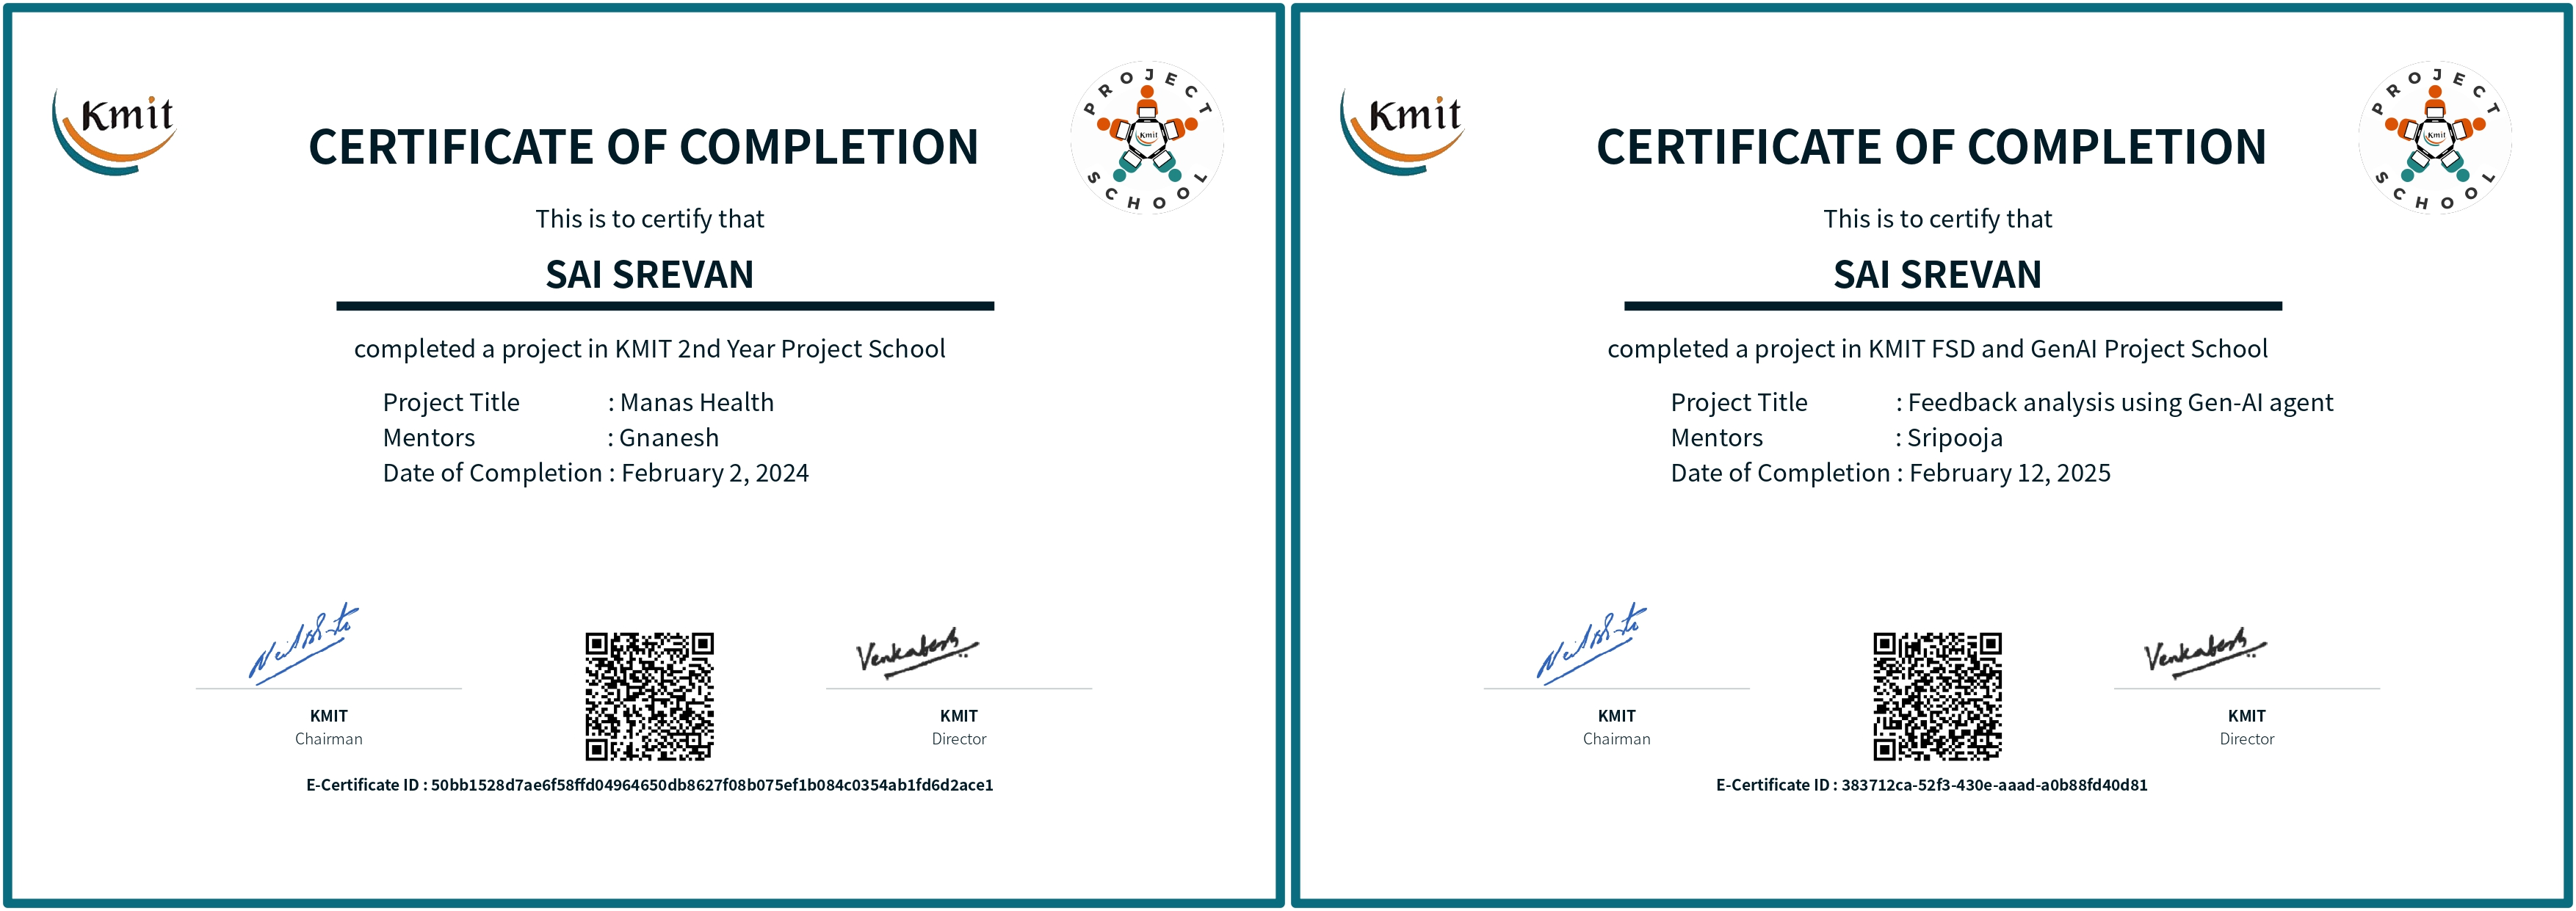 Kmit
PROJECT SCHOOL
Kmit
CERTIFICATE OF COMPLETION
This is to certify that
SAI SREVAN
completed a project in KMIT 2nd Year Project School
Project Title : Manas Health
Mentors : Gnanesh
Date of Completion : February 2, 2024
Venkatesh
KMIT
Chairman
KMIT
Director
E-Certificate ID : 50bb1528d7ae6f58ffd04964650db8627f08b075ef1b084c0354ab1fd6d2ace1
Kmit
PROJECT SCHOOL
Kmit
CERTIFICATE OF COMPLETION
This is to certify that
SAI SREVAN
completed a project in KMIT FSD and GenAI Project School
Project Title : Feedback analysis using Gen-AI agent
Mentors : Sripooja
Date of Completion : February 12, 2025
Venkatesh
KMIT
Chairman
KMIT
Director
E-Certificate ID : 383712ca-52f3-430e-aaad-a0b88fd40d81